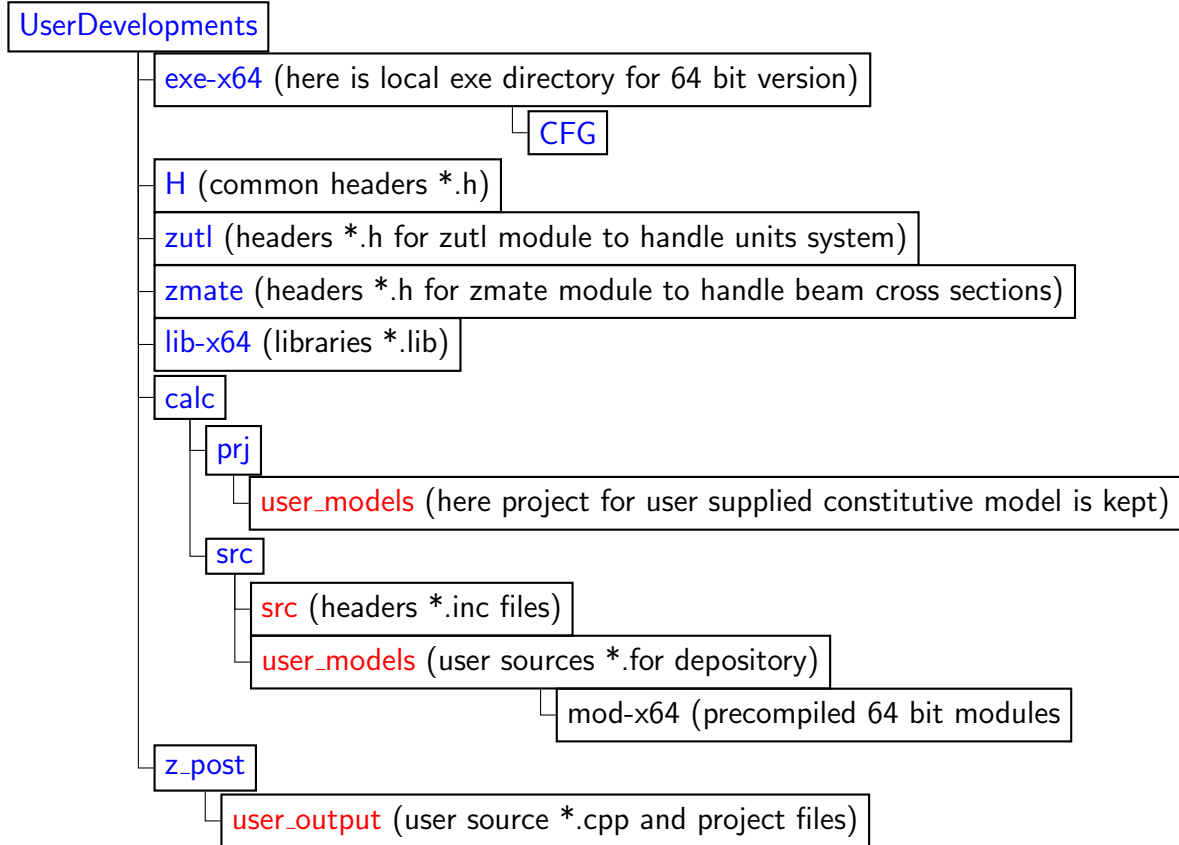 UserDevelopments
exe-x64 (here is local exe directory for 64 bit version)
CFG
H (common headers *.h)
zutl (headers *.h for zutl module to handle units system)
zmate (headers *.h for zmate module to handle beam cross sections)
lib-x64 (libraries *.lib)
calc
prj
user_models (here project for user supplied constitutive model is kept)
src
src (headers *.inc files)
user_models (user sources *.for depository)
mod-x64 (precompiled 64 bit modules
z_post
user_output (user source *.cpp and project files)